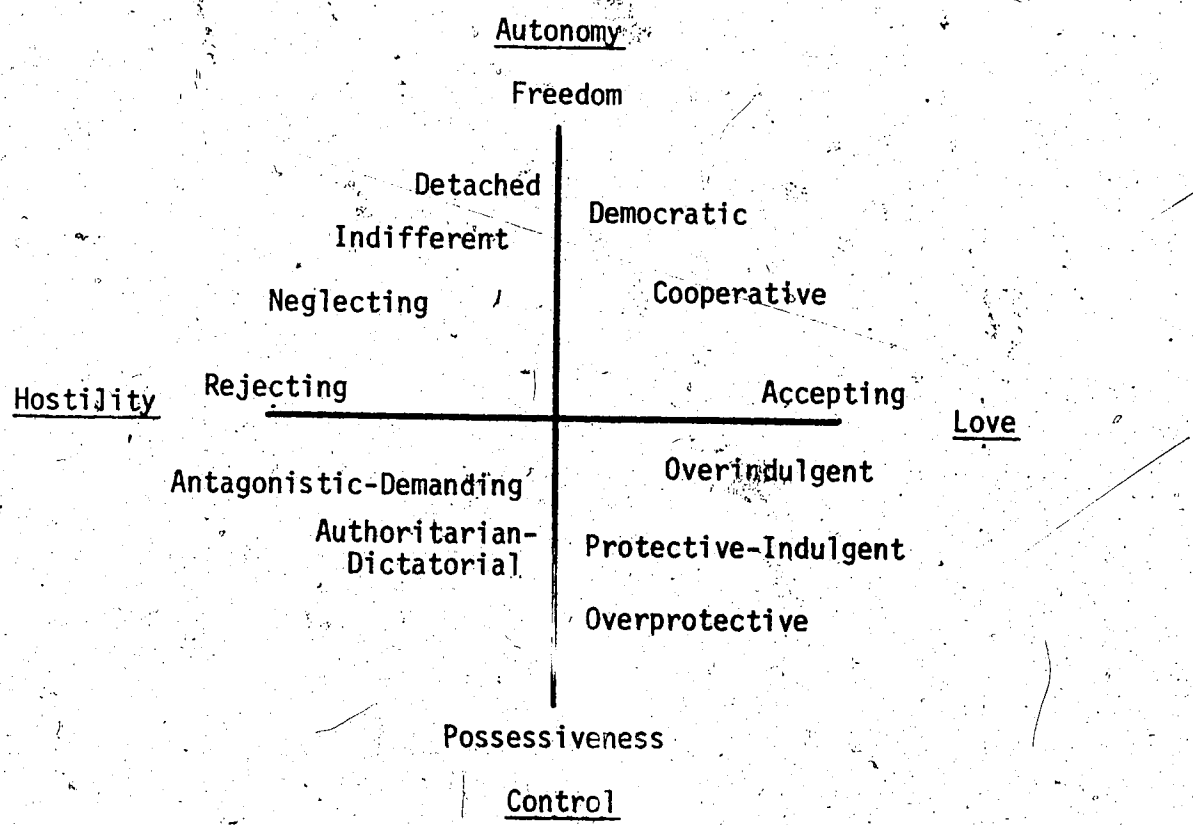 Autonomy
Freedom
Detached
Democratic
Indifferent
Cooperative
Neglecting
Rejecting
Accepting
Hostility
Love
Overindulgent
Antagonistic-Demanding
Authoritarian-
Dictatorial
Protective-Indulgent
Overprotective
Possessiveness
Control